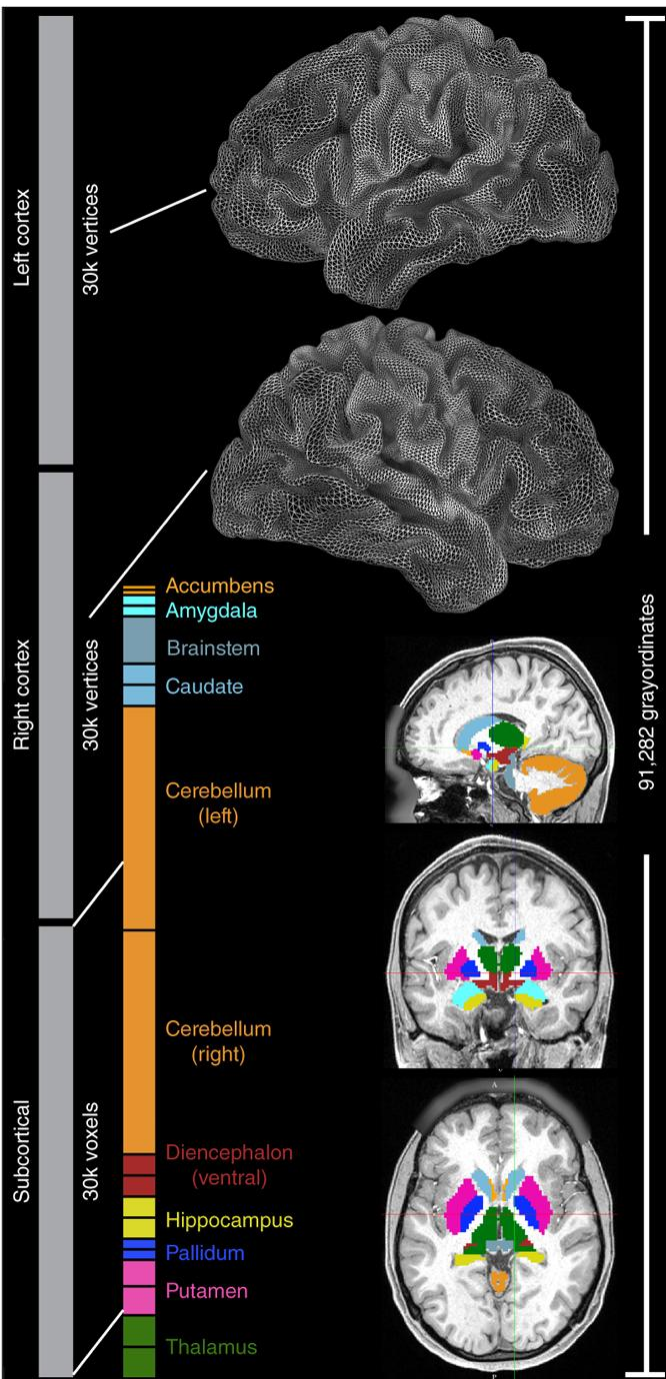 Left cortex
30k vertices
Right cortex
30k vertices
Accumbens
Amygdala
Brainstem
Caudate
Cerebellum
(left)
91,282 grayordinates
Subcortical
30k voxels
Cerebellum
(right)
Diencephalon
(ventral)
Hippocampus
Pallidum
Putamen
Thalamus
A
P